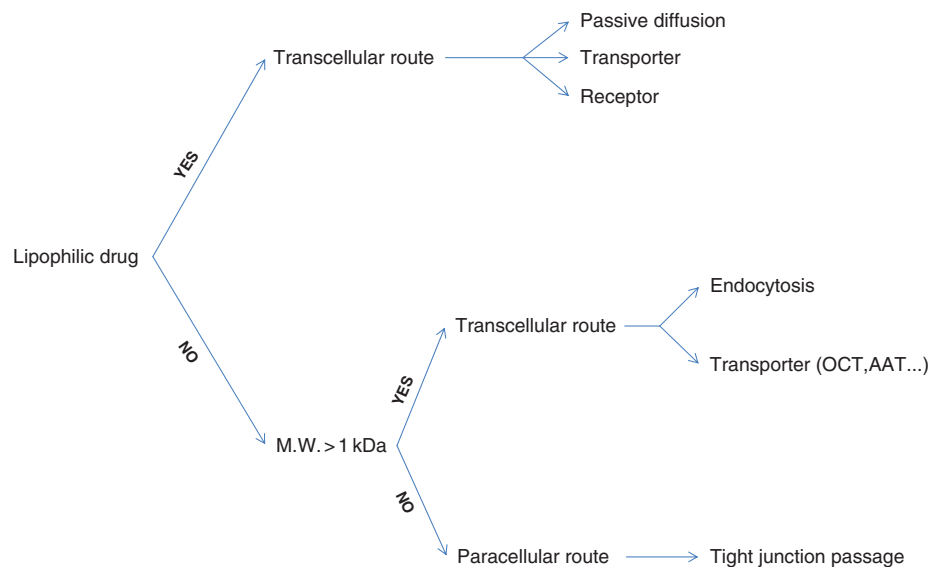 Passive diffusion
Transcellular route
Transporter
Receptor
YES
Lipophilic drug
NO
Endocytosis
Transcellular route
Transporter (OCT,AAT...)
YES
M.W. > 1 kDa
NO
Paracellular route
Tight junction passage